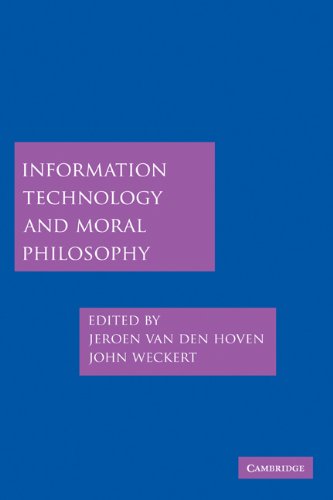 INFORMATION
TECHNOLOGY
AND MORAL
PHILOSOPHY
EDITED BY
JEROEN VAN DEN HOVEN
JOHN WECKERT
CAMBRIDGE